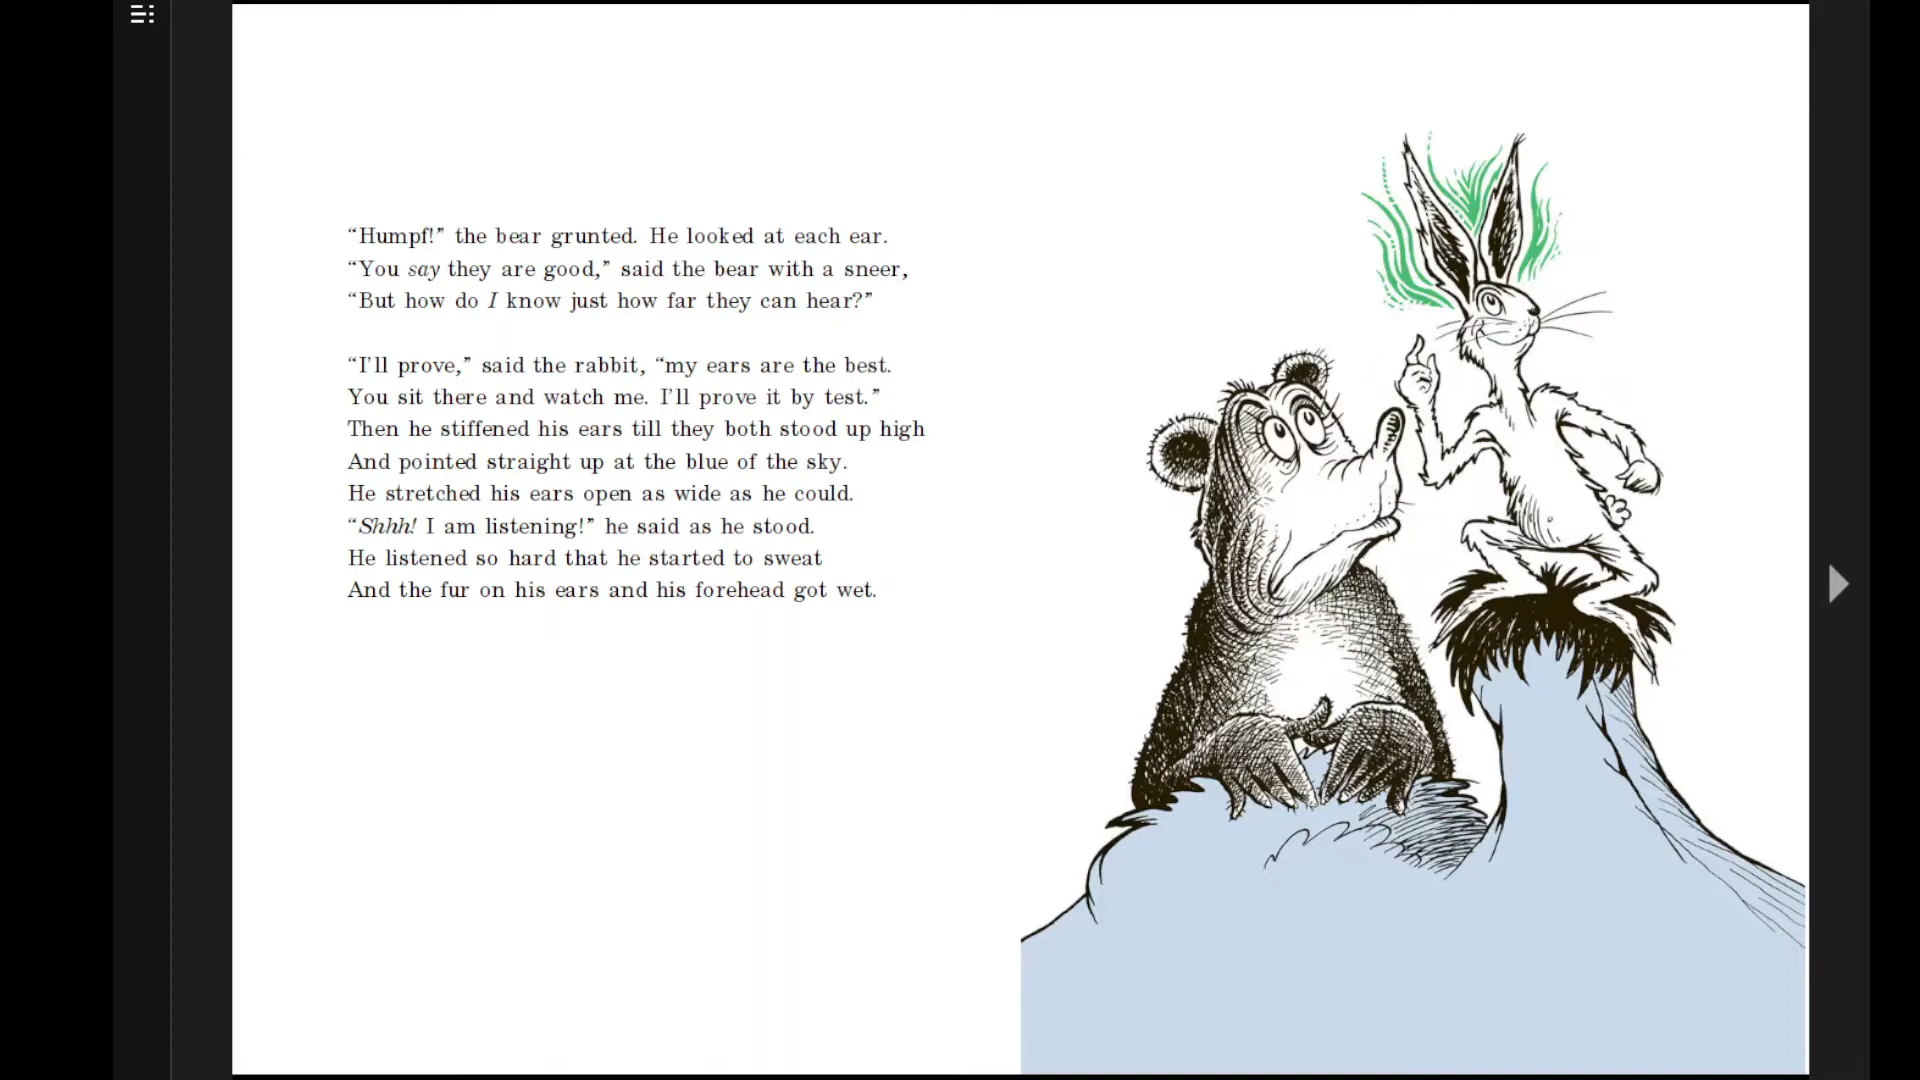 “Humpf!” the bear grunted. He looked at each ear.
“You say they are good,” said the bear with a sneer,
“But how do I know just how far they can hear?”
“I’ll prove,” said the rabbit, “my ears are the best.
You sit there and watch me. I’ll prove it by test.”
Then he stiffened his ears till they both stood up high
And pointed straight up at the blue of the sky.
He stretched his ears open as wide as he could.
“Shhh! I am listening!” he said as he stood.
He listened so hard that he started to sweat
And the fur on his ears and his forehead got wet.